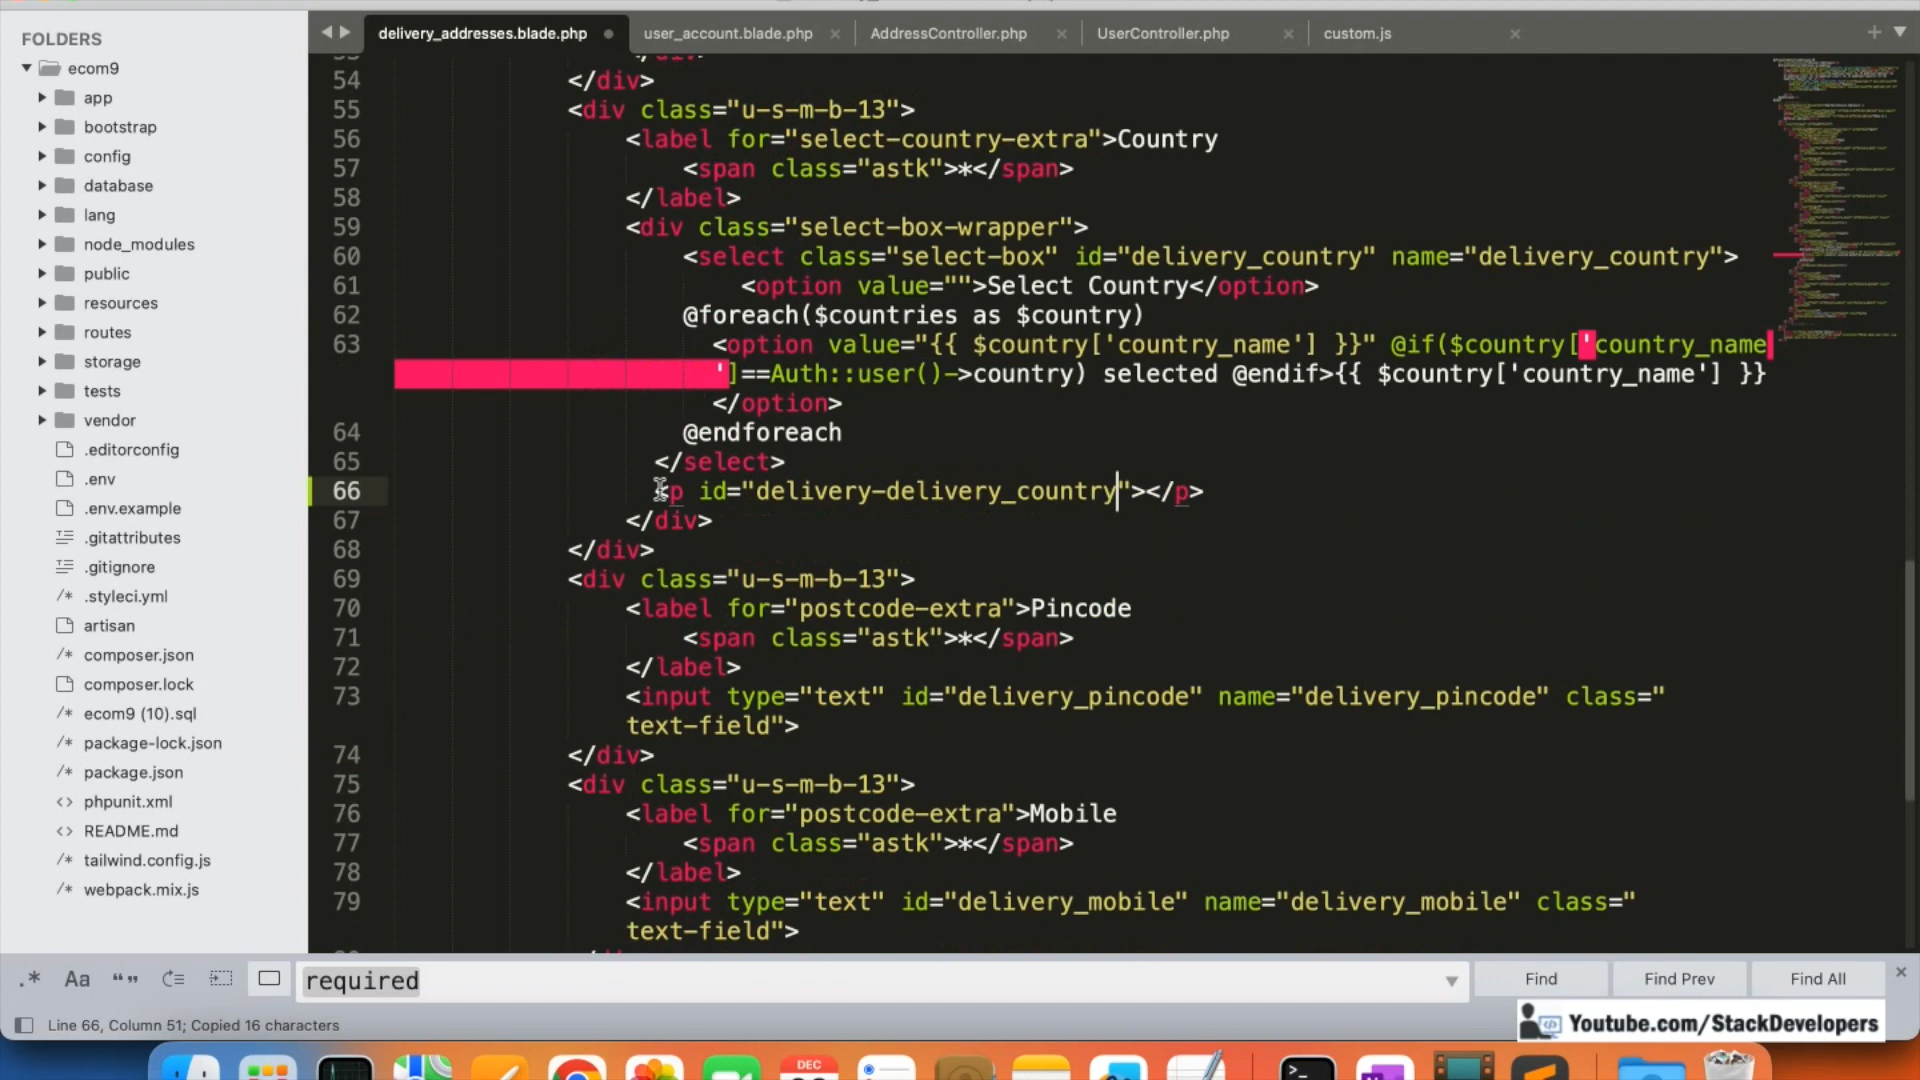 FOLDERS
ecom9
app
bootstrap
config
database
lang
node_modules
public
resources
routes
storage
tests
vendor
.editorconfig
.env
.env.example
.gitattributes
.gitignore
.styleci.yml
artisan
composer.json
composer.lock
ecom9 (10).sql
package-lock.json
package.json
phpunit.xml
README.md
tailwind.config.js
webpack.mix.js
delivery_addresses.blade.php
user_account.blade.php
AddressController.php
UserController.php
custom.js
53 </div>
54 </div>
55 <div class="u-s-m-b-13">
56 <label for="select-country-extra">Country
57 <span class="astk">*</span>
58 </label>
59 <div class="select-box-wrapper">
60 <select class="select-box" id="delivery_country" name="delivery_country">
61 <option value="">Select Country</option>
62 @foreach($countries as $country)
63 <option value="{{ $country['country_name'] }}" @if($country['country_name
']==Auth::user()->country) selected @endif>{{ $country['country_name'] }}
</option>
64 @endforeach
65 </select>
66 <p id="delivery-delivery_country"></p>
67 </div>
68 </div>
69 <div class="u-s-m-b-13">
70 <label for="postcode-extra">Pincode
71 <span class="astk">*</span>
72 </label>
73 <input type="text" id="delivery_pincode" name="delivery_pincode" class="
text-field">
74 </div>
75 <div class="u-s-m-b-13">
76 <label for="postcode-extra">Mobile
77 <span class="astk">*</span>
78 </label>
79 <input type="text" id="delivery_mobile" name="delivery_mobile" class="
text-field">
.* Aa “ ” required Find Find Prev Find All
Line 66, Column 51; Copied 16 characters
Youtube.com/StackDevelopers
DEC